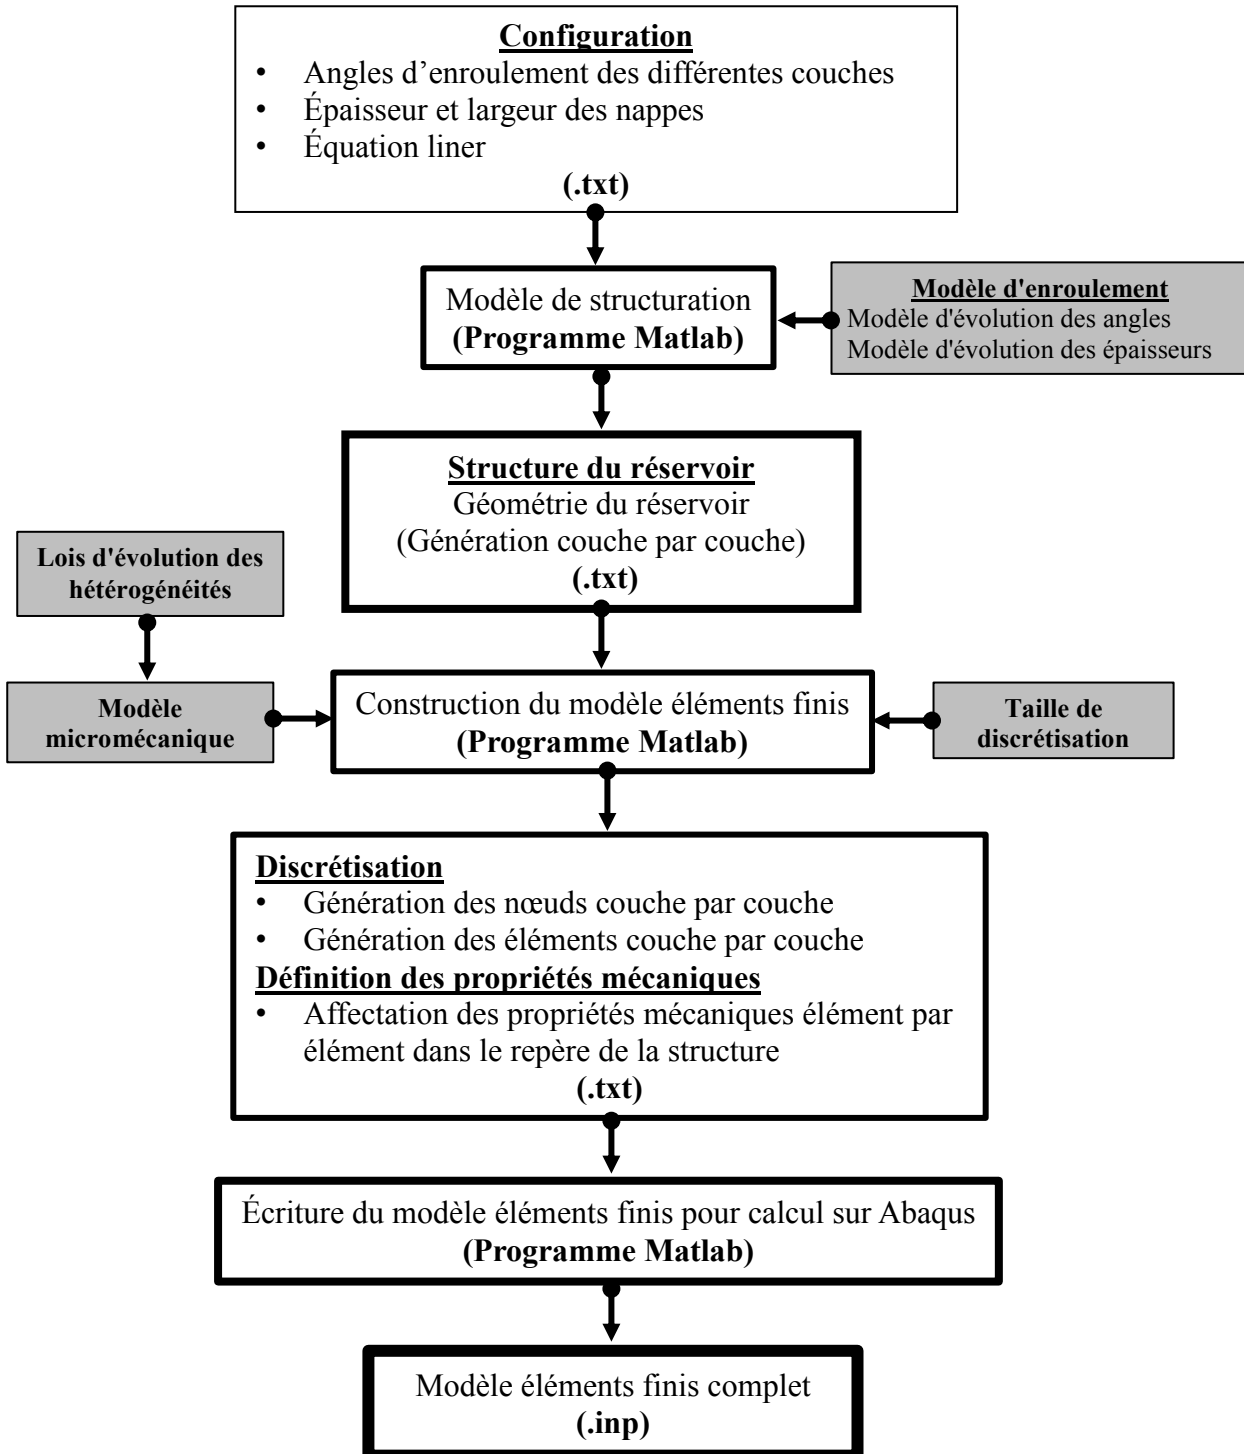 Configuration
• Angles d’enroulement des différentes couches
• Épaisseur et largeur des nappes
• Équation liner
(.txt)
Modèle de structuration
(Programme Matlab)
Modèle d'enroulement
Modèle d'évolution des angles
Modèle d'évolution des épaisseurs
Structure du réservoir
Géométrie du réservoir
(Génération couche par couche)
(.txt)
Lois d'évolution des
hétérogénéités
Modèle
micromécanique
Construction du modèle éléments finis
(Programme Matlab)
Taille de
discrétisation
Discrétisation
• Génération des nœuds couche par couche
• Génération des éléments couche par couche
Définition des propriétés mécaniques
• Affectation des propriétés mécaniques élément par
élément dans le repère de la structure
(.txt)
Écriture du modèle éléments finis pour calcul sur Abaqus
(Programme Matlab)
Modèle éléments finis complet
(.inp)